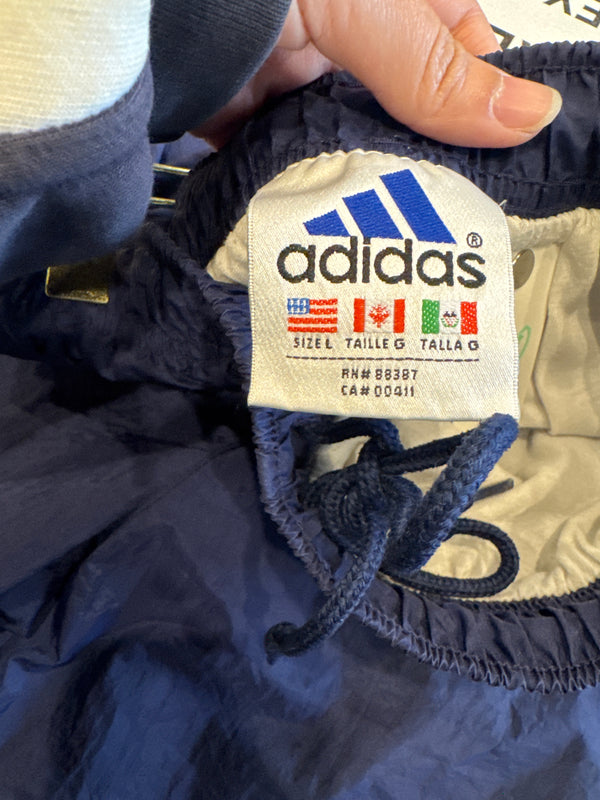 adidas®
SIZE L TAILLE G TALLA G
RN# 88387
CA# 00411